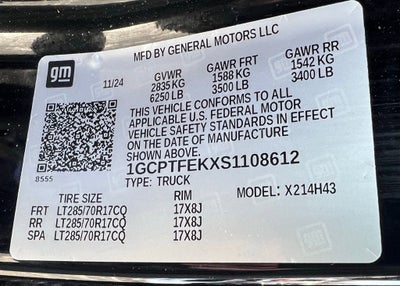 MFD BY GENERAL MOTORS LLC
gm
11/24 GVWR GAWR FRT GAWR RR
2835 KG 1588 KG 1542 KG
6250 LB 3500 LB 3400 LB
THIS VEHICLE CONFORMS TO ALL
APPLICABLE U.S. FEDERAL MOTOR
VEHICLE SAFETY STANDARDS IN EFFECT
ON THE DATE OF MANUFACTURE
SHOWN ABOVE.
1GCPTFEKXS1108612
8555
TYPE: TRUCK MODEL: X214H43
TIRE SIZE RIM
FRT LT285/70R17CQ 17X8J
RR LT285/70R17CQ 17X8J
SPA LT285/70R17CQ 17X8J